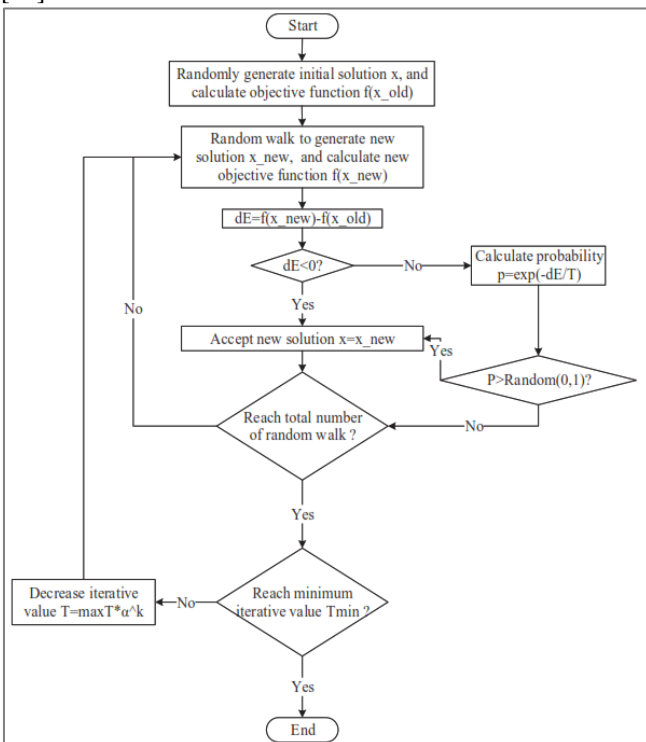 Start
Randomly generate initial solution x, and
calculate objective function f(x_old)
Random walk to generate new
solution x_new, and calculate new
objective function f(x_new)
dE=f(x_new)-f(x_old)
dE<0?
No
Calculate probability
p=exp(-dE/T)
Yes
No
Accept new solution x=x_new
Yes
P>Random(0,1)?
Reach total number
of random walk ?
No
Yes
Decrease iterative
value T=maxT*α^k
No
Reach minimum
iterative value Tmin ?
Yes
End